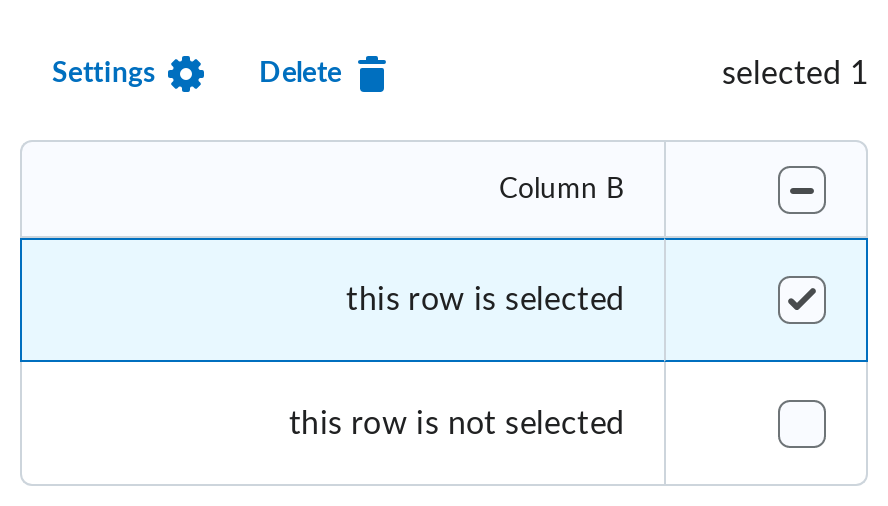 Settings Delete selected 1
Column B
this row is selected
this row is not selected